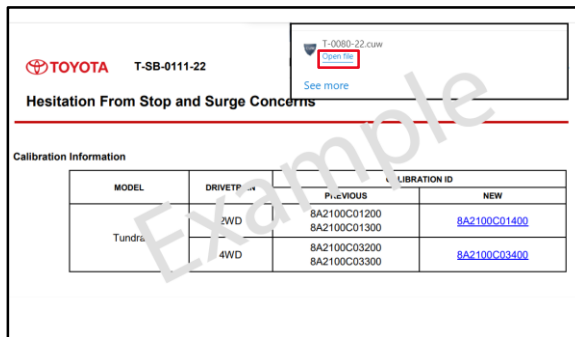 T-0080-22.cuw
Open file
See more
TOYOTA T-SB-0111-22
Hesitation From Stop and Surge Concerns
Calibration Information
MODEL DRIVETRAIN CALIBRATION ID
PREVIOUS NEW
Tundra 2WD 8A2100C01200 8A2100C01300 8A2100C01400
4WD 8A2100C03200 8A2100C03300 8A2100C03400
Example